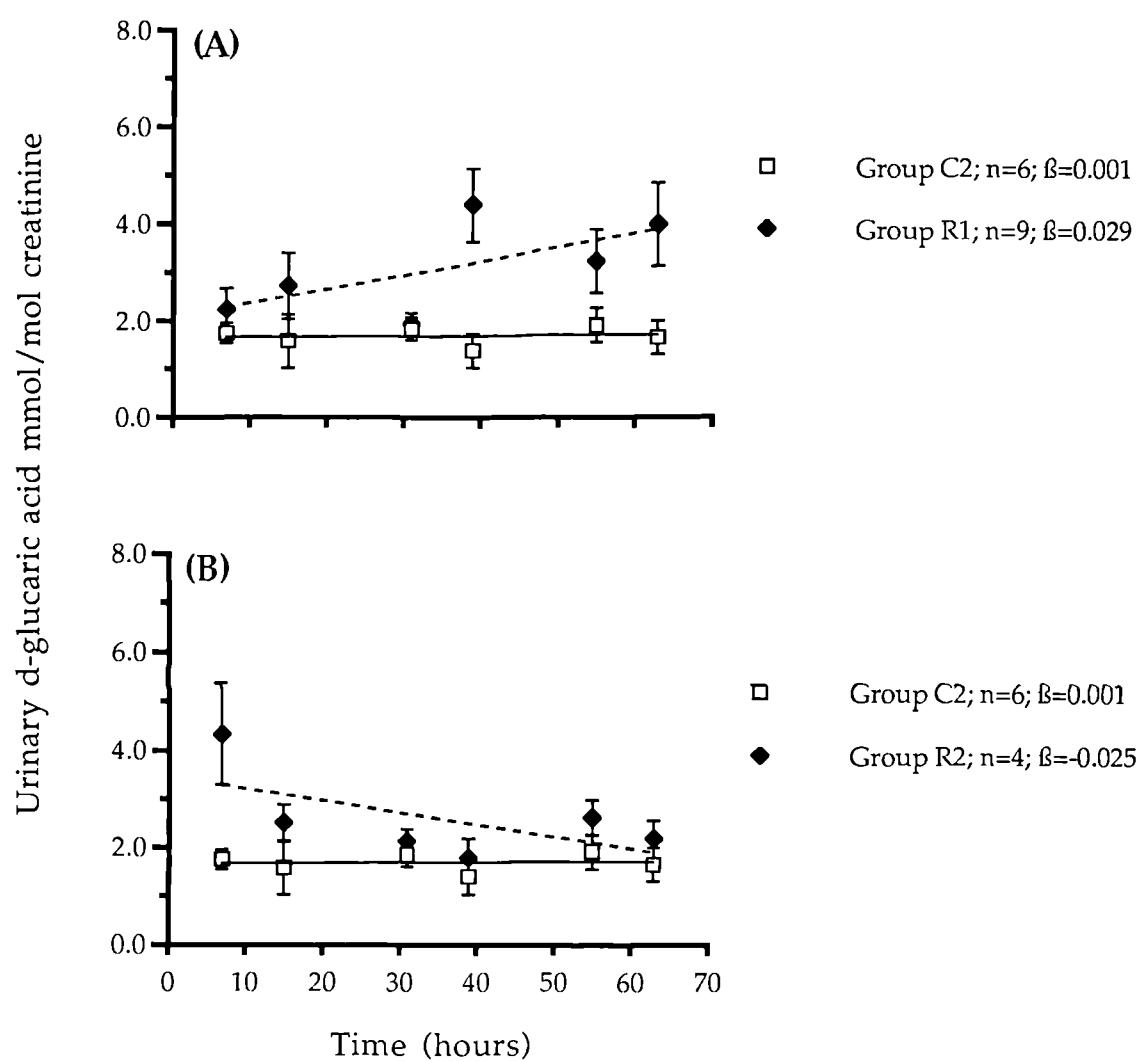 Urinary d-glucaric acid mmol/mol creatinine
(A)
8.0
6.0
4.0
2.0
0.0
Group C2; n=6; ß=0.001
Group R1; n=9; ß=0.029
(B)
8.0
6.0
4.0
2.0
0.0
Group C2; n=6; ß=0.001
Group R2; n=4; ß=-0.025
0 10 20 30 40 50 60 70
Time (hours)